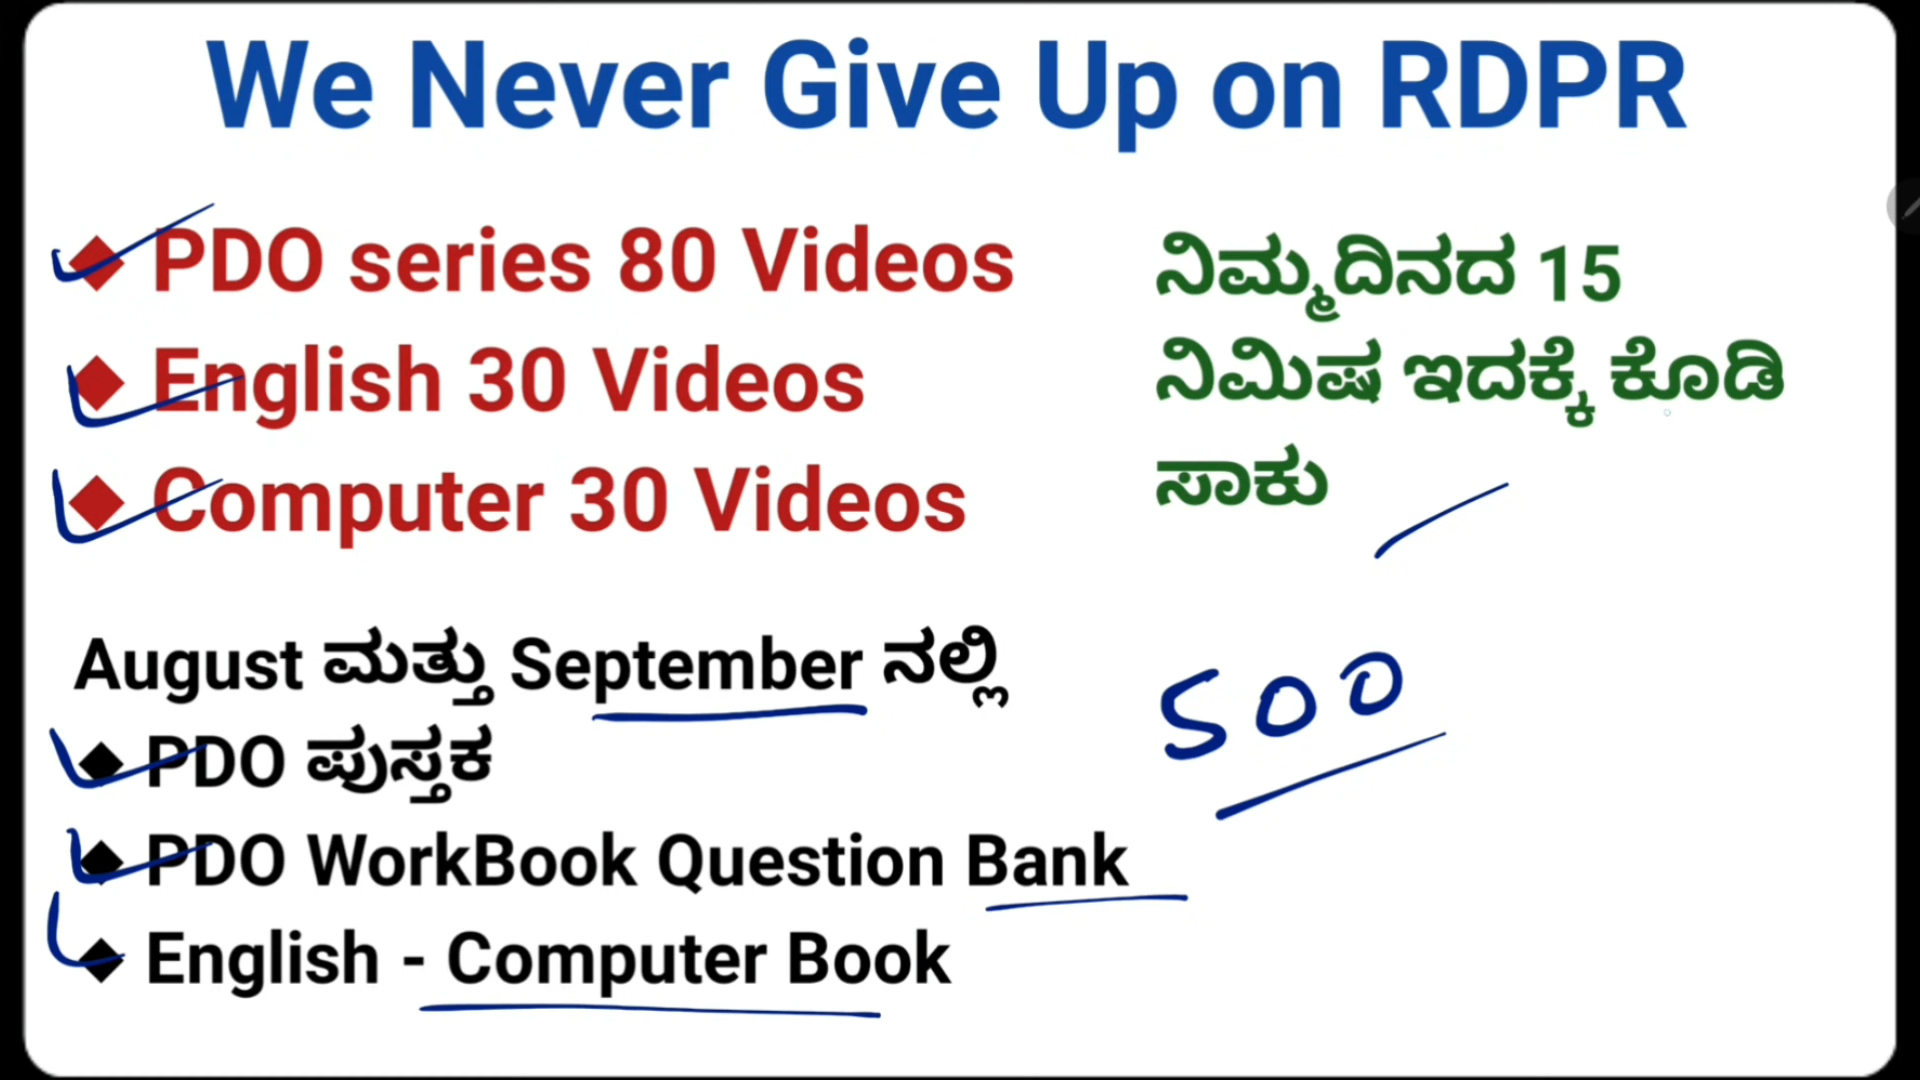 We Never Give Up on RDPR
◆ PDO series 80 Videos
◆ English 30 Videos
◆ Computer 30 Videos
ನಿಮ್ಮದಿನದ 15
ನಿಮಿಷ ಇದಕ್ಕೆ ಕೊಡಿ
ಸಾಕು
August ಮತ್ತು September ನಲ್ಲಿ
◆ PDO ಪುಸ್ತಕ
◆ PDO WorkBook Question Bank
◆ English - Computer Book
500